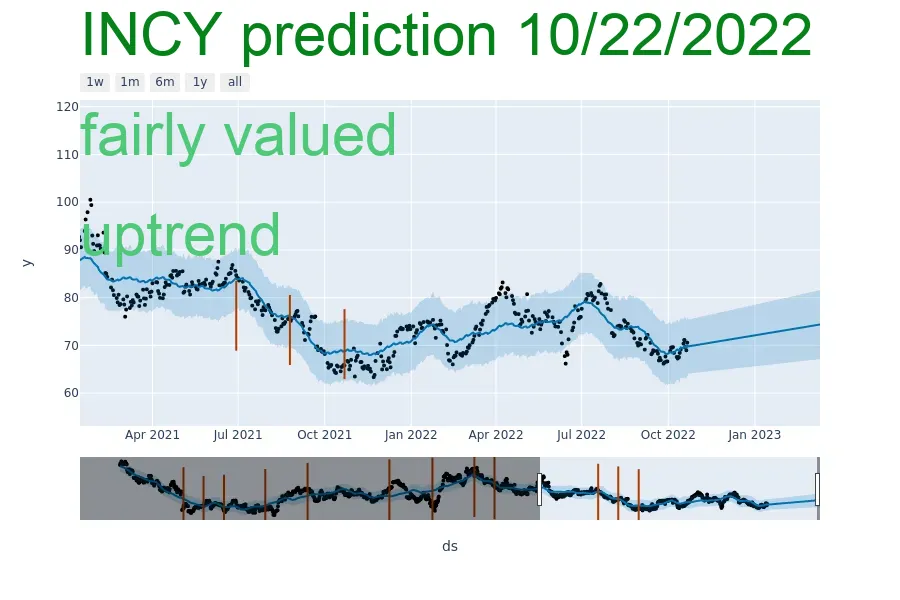 INCY prediction 10/22/2022
1w 1m 6m 1y all
120
fairly valued
110
100
uptrend
90
y
80
70
60
Apr 2021 Jul 2021 Oct 2021 Jan 2022 Apr 2022 Jul 2022 Oct 2022 Jan 2023
ds